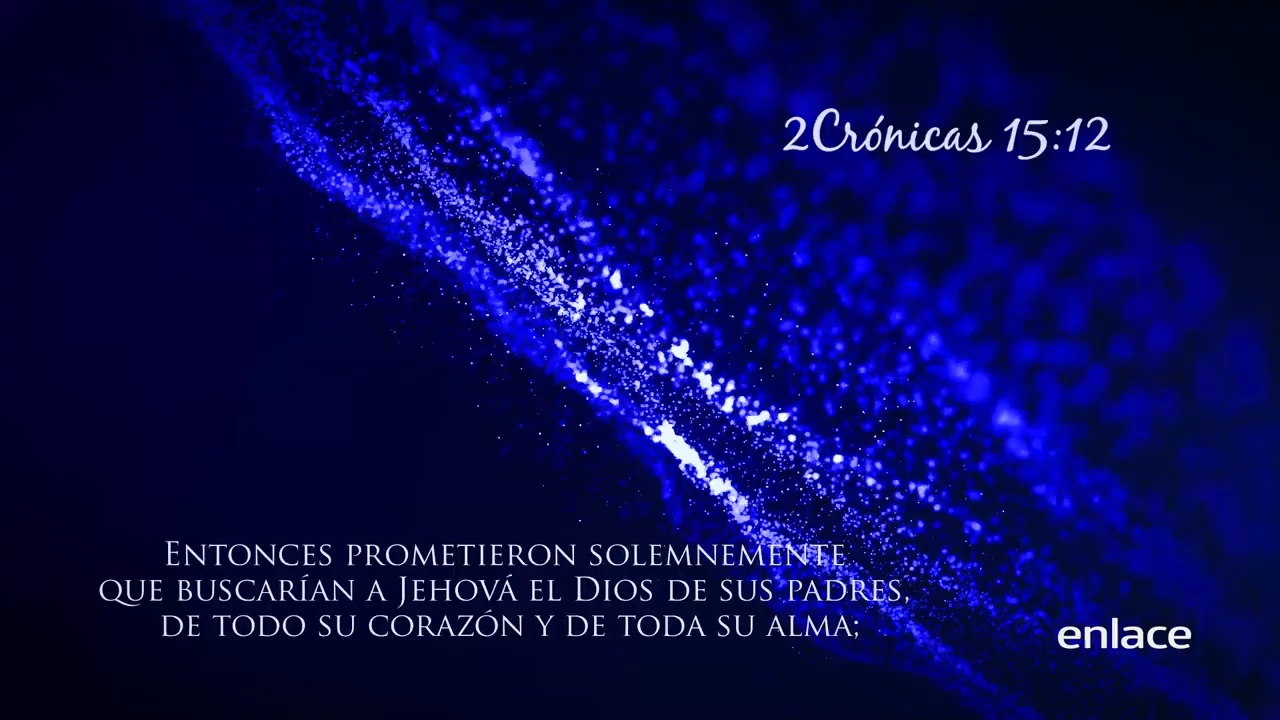 2Crónicas 15:12
Entonces prometieron solemnemente
que buscarían a Jehová el Dios de sus padres,
de todo su corazón y de toda su alma;
enlace